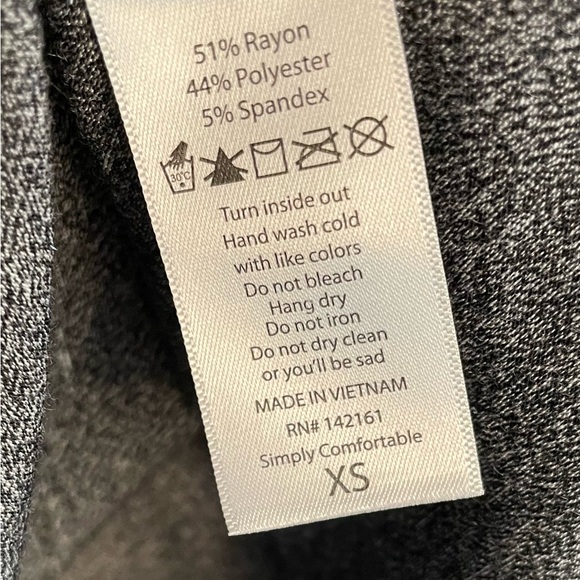 51% Rayon
44% Polyester
5% Spandex
30°C
Turn inside out
Hand wash cold
with like colors
Do not bleach
Hang dry
Do not iron
Do not dry clean
or you'll be sad
MADE IN VIETNAM
RN# 142161
Simply Comfortable
XS